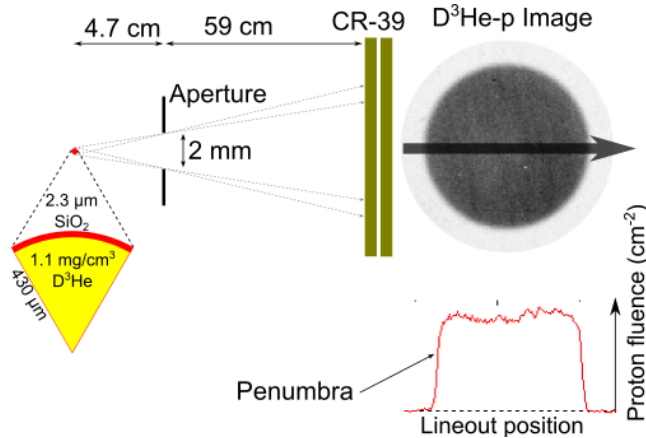 4.7 cm
59 cm
CR-39
D³He-p Image
Aperture
2 mm
2.3 µm
SiO₂
1.1 mg/cm³
D³He
430 µm
Penumbra
Lineout position
Proton fluence (cm⁻²)